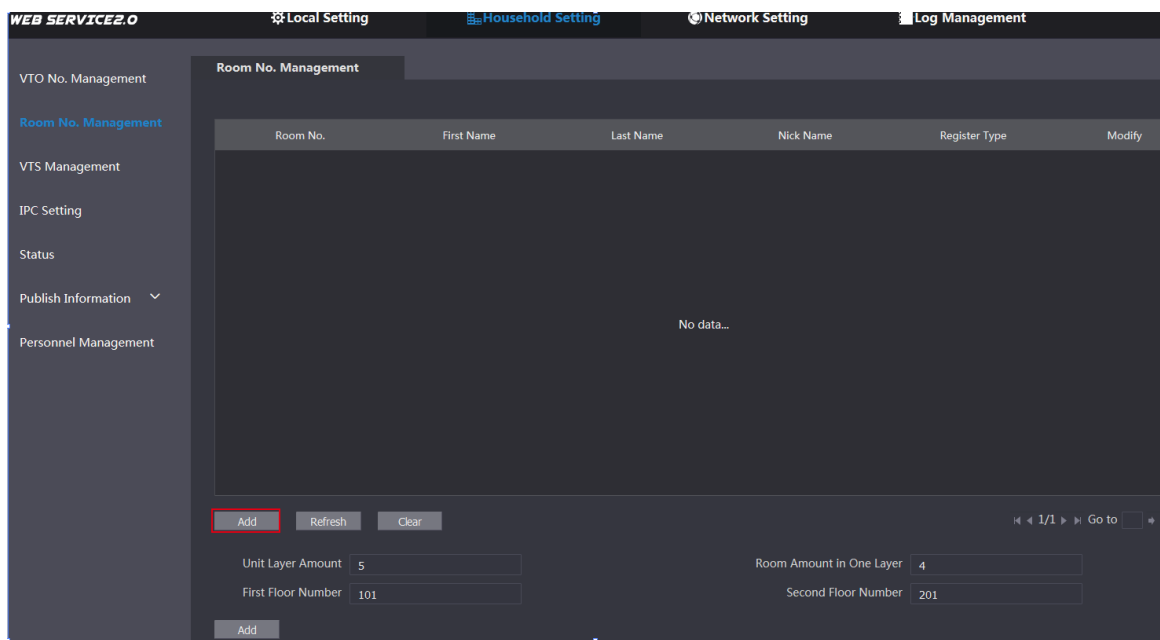 WEB SERVICE2.0 Local Setting Household Setting Network Setting Log Management
Room No. Management
VTO No. Management
Room No. Management
VTS Management
IPC Setting
Status
Publish Information
Personnel Management
Room No. First Name Last Name Nick Name Register Type Modify
No data...
Add Refresh Clear 1/1 Go to
Unit Layer Amount 5 Room Amount in One Layer 4
First Floor Number 101 Second Floor Number 201
Add